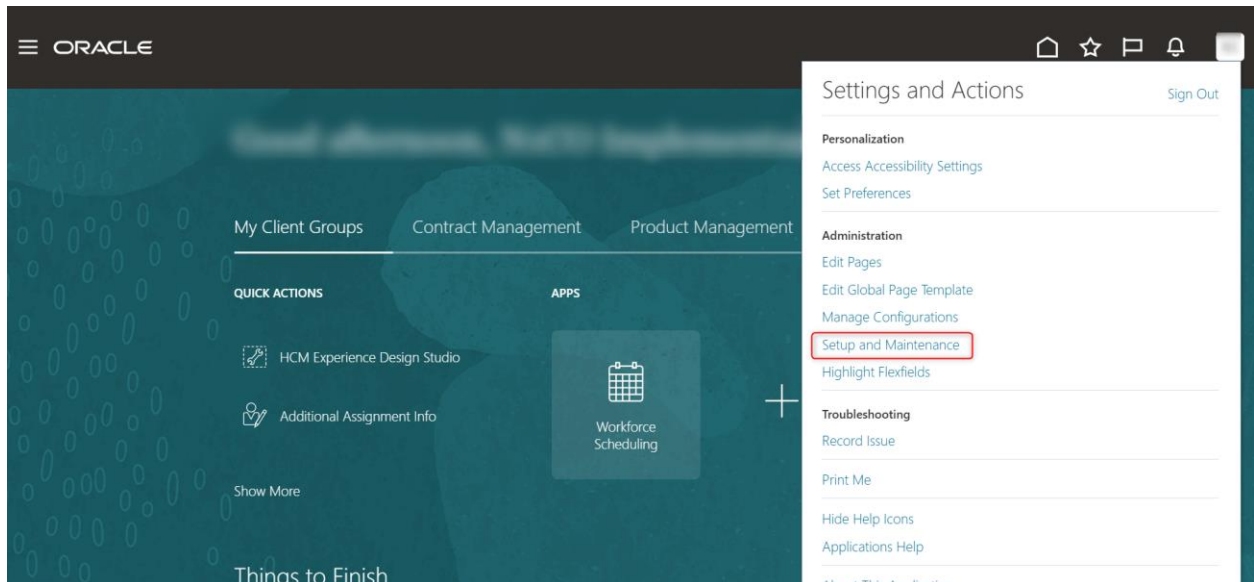 ORACLE
Settings and Actions
Sign Out
Personalization
Access Accessibility Settings
Set Preferences
Administration
Edit Pages
Edit Global Page Template
Manage Configurations
Setup and Maintenance
Highlight Flexfields
Troubleshooting
Record Issue
Print Me
Hide Help Icons
Applications Help
Good afternoon,
My Client Groups
Contract Management
Product Management
QUICK ACTIONS
APPS
HCM Experience Design Studio
Additional Assignment Info
Workforce
Scheduling
Show More
Things to Finish